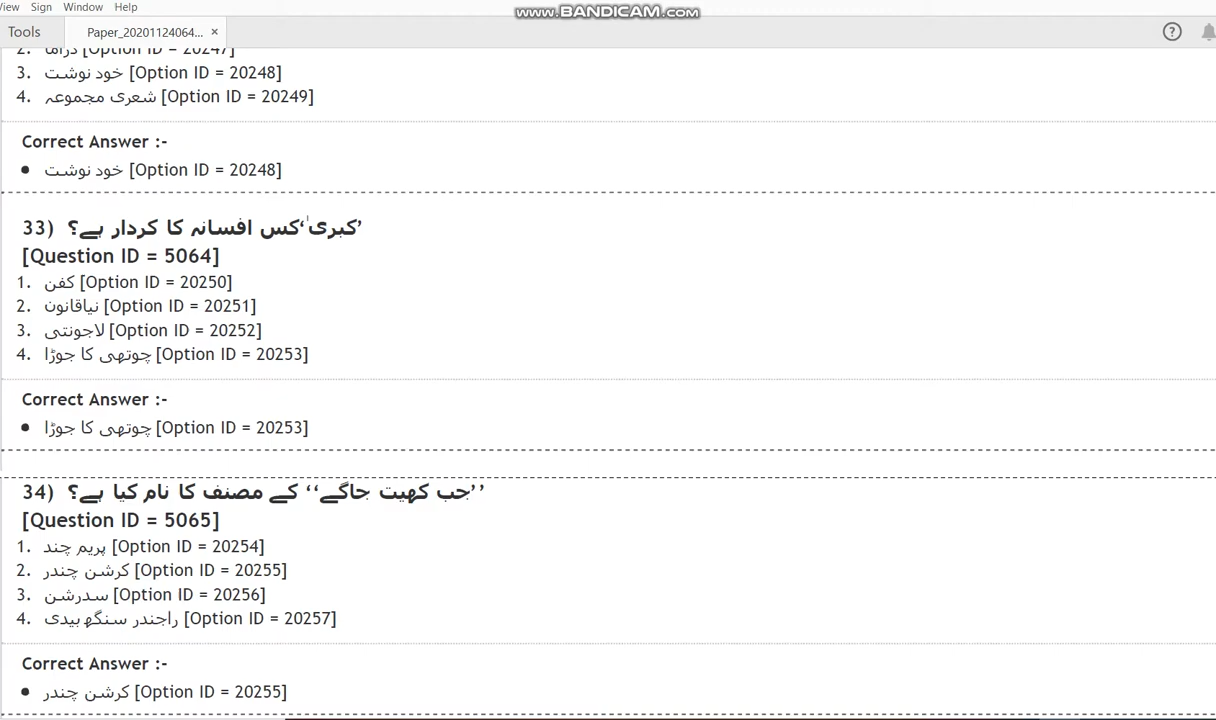 View Sign Window Help
www.BANDICAM.com
Tools Paper_20201124064... ×
2. ڈراما [Option ID = 20247]
3. خود نوشت [Option ID = 20248]
4. شعری مجموعہ [Option ID = 20249]
Correct Answer :-
• خود نوشت [Option ID = 20248]
33) ’کبریٰ‘کس افسانہ کا کردار ہے؟
[Question ID = 5064]
1. کفن [Option ID = 20250]
2. نیاقانون [Option ID = 20251]
3. لاجونتی [Option ID = 20252]
4. چوتھی کا جوڑا [Option ID = 20253]
Correct Answer :-
• چوتھی کا جوڑا [Option ID = 20253]
34) ’’جب کھیت جاگے‘‘ کے مصنف کا نام کیا ہے؟
[Question ID = 5065]
1. پریم چند [Option ID = 20254]
2. کرشن چندر [Option ID = 20255]
3. سدرشن [Option ID = 20256]
4. راجندر سنگھ بیدی [Option ID = 20257]
Correct Answer :-
• کرشن چندر [Option ID = 20255]